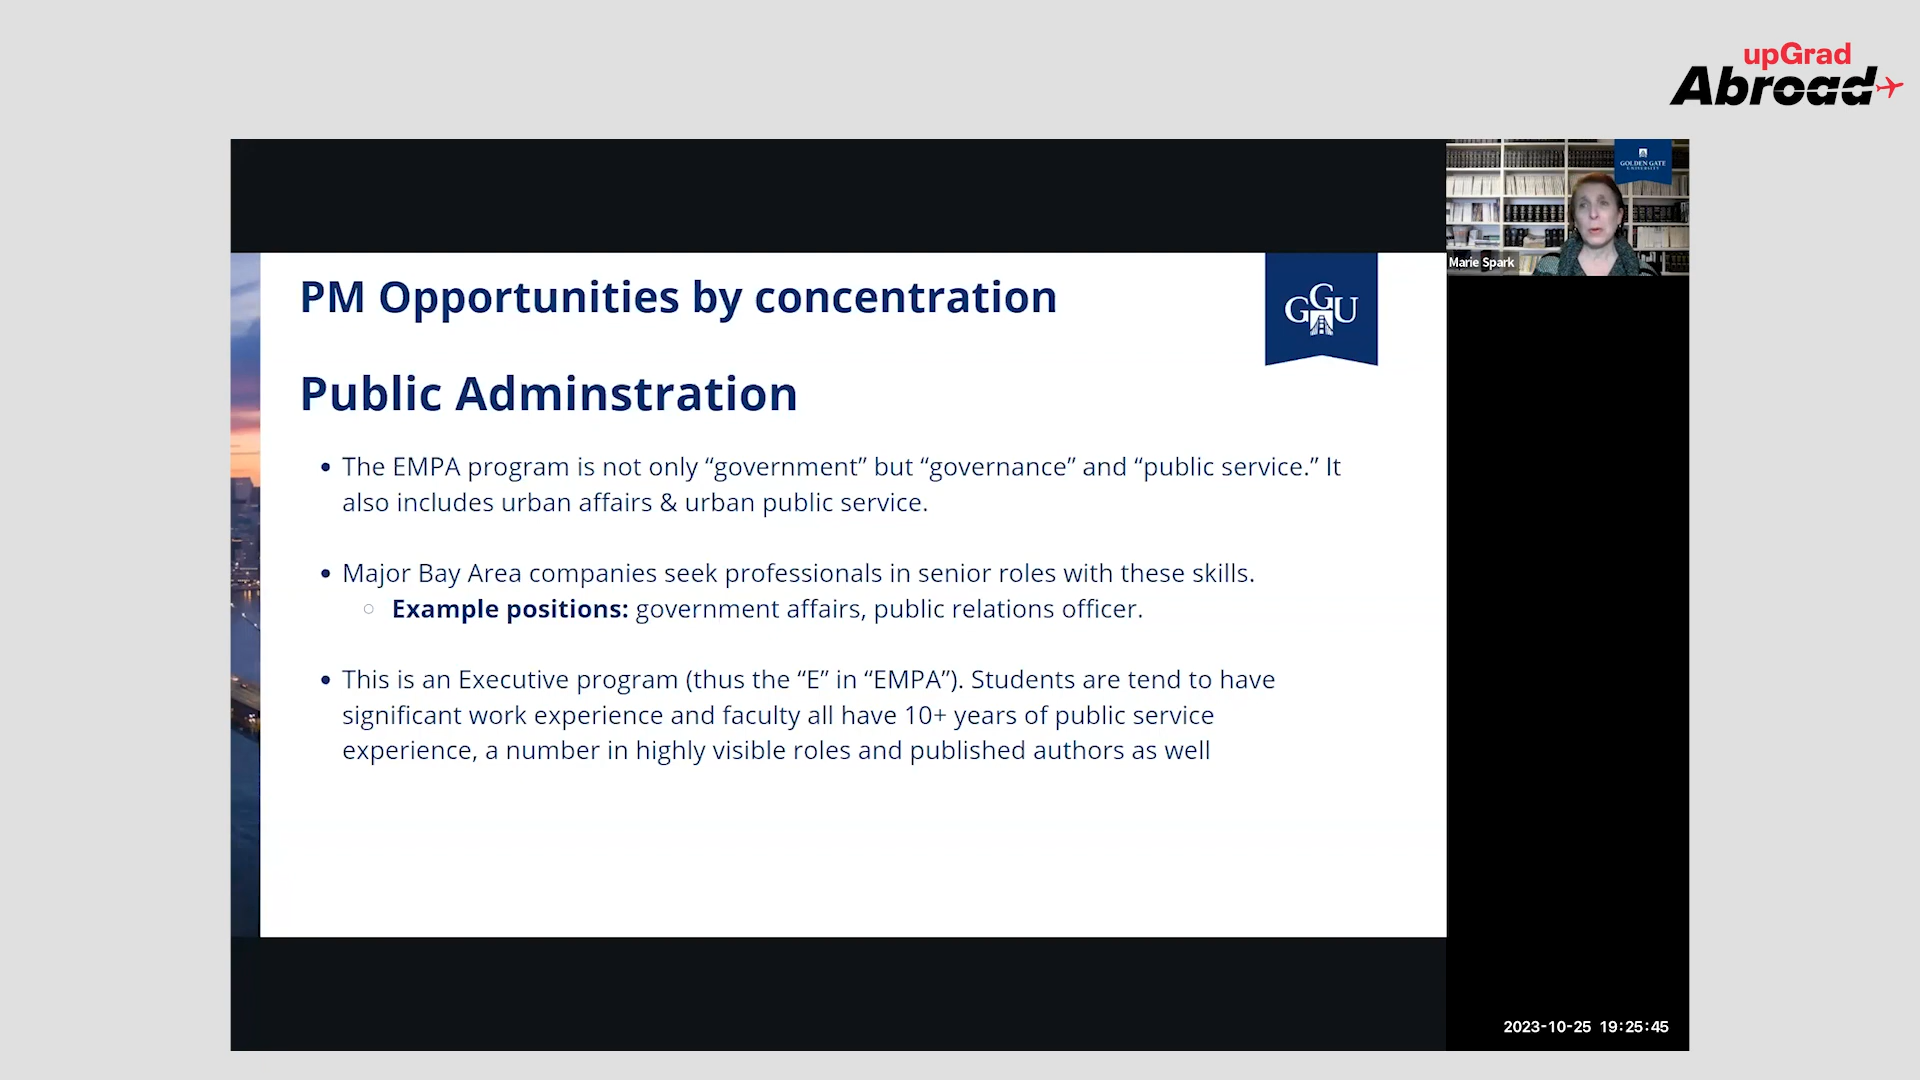 upGrad
Abroad
GOLDEN GATE
UNIVERSITY
Marie Spark
PM Opportunities by concentration
GGU
Public Adminstration
• The EMPA program is not only “government” but “governance” and “public service.” It
also includes urban affairs & urban public service.
• Major Bay Area companies seek professionals in senior roles with these skills.
○ Example positions: government affairs, public relations officer.
• This is an Executive program (thus the “E” in “EMPA”). Students are tend to have
significant work experience and faculty all have 10+ years of public service
experience, a number in highly visible roles and published authors as well
2023-10-25 19:25:45